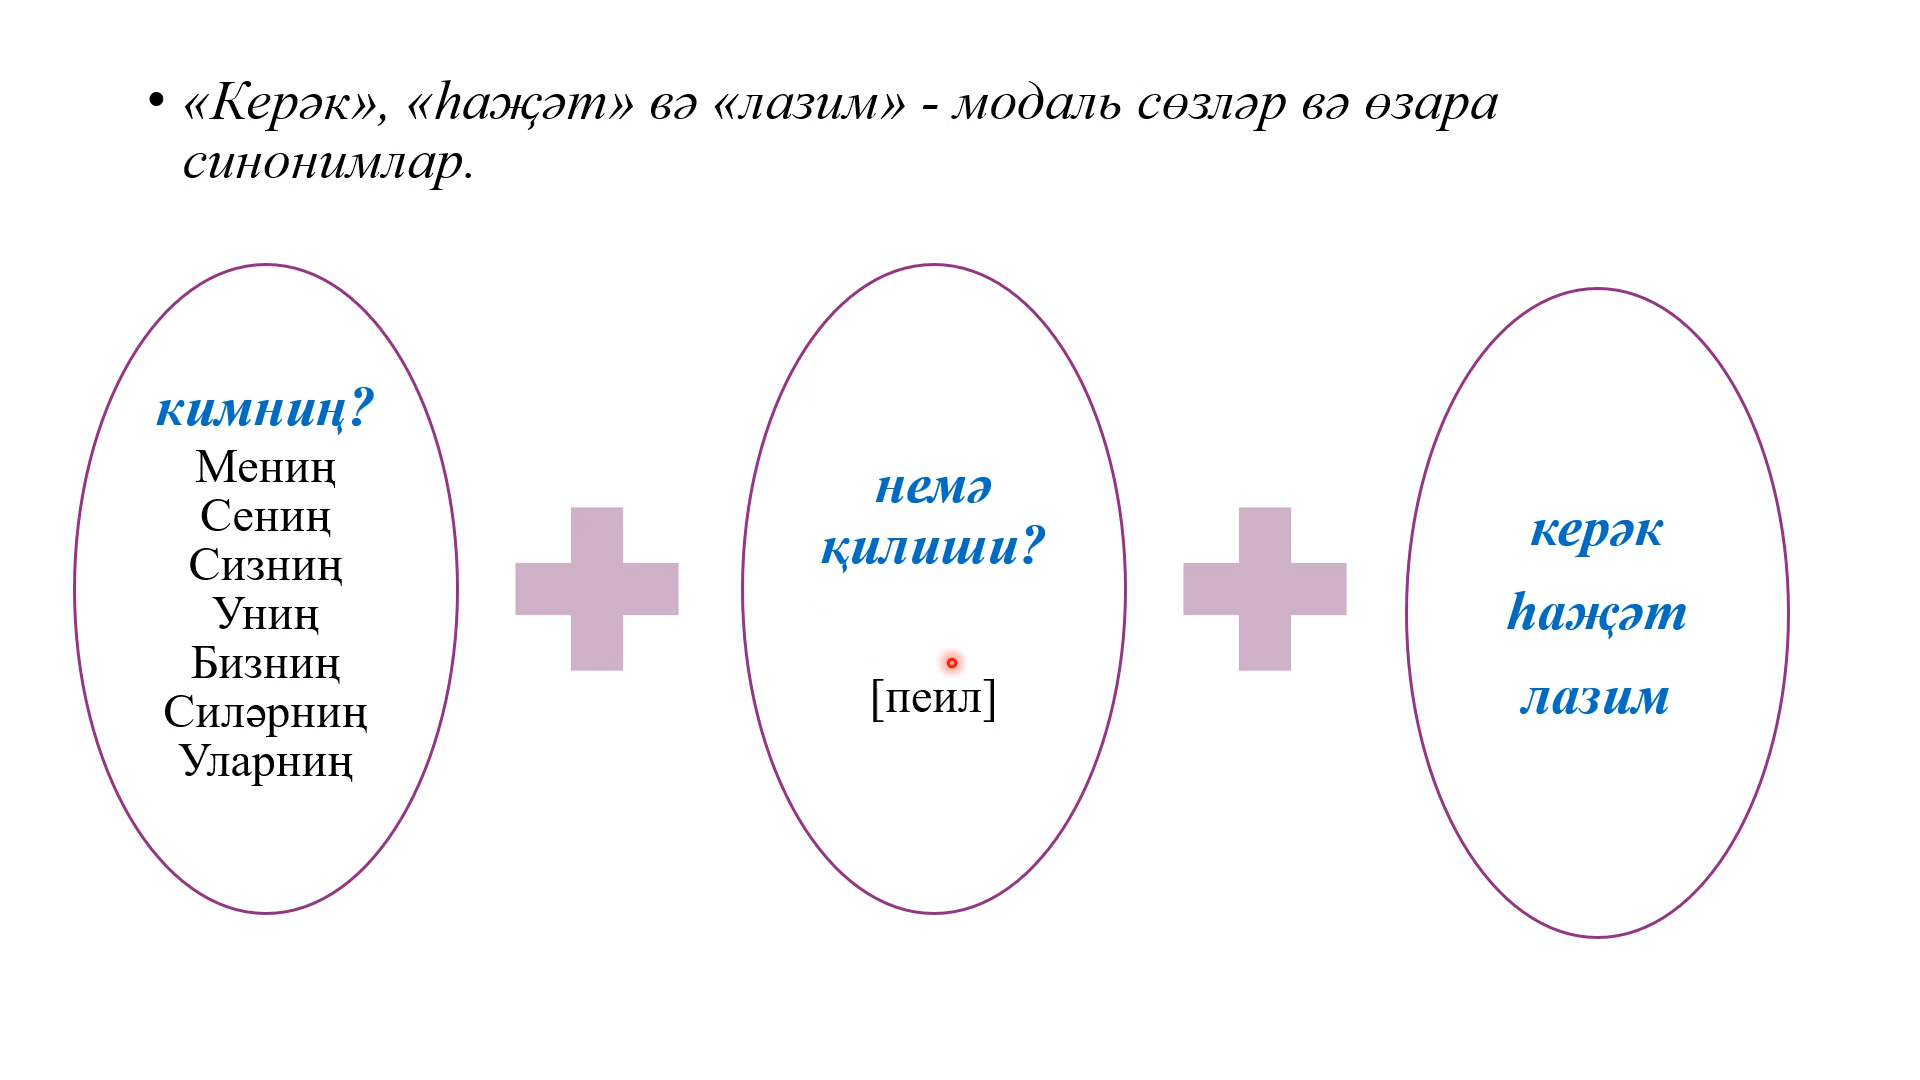 • «Керәк», «һаҗәт» вә «лазим» - модаль сөзләр вә өзара
синонимлар.
кимниң?
Мениң
Сениң
Сизниң
Униң
Бизниң
Силәрниң
Уларниң
немә
қилиши?
[пеил]
керәк
һаҗәт
лазим